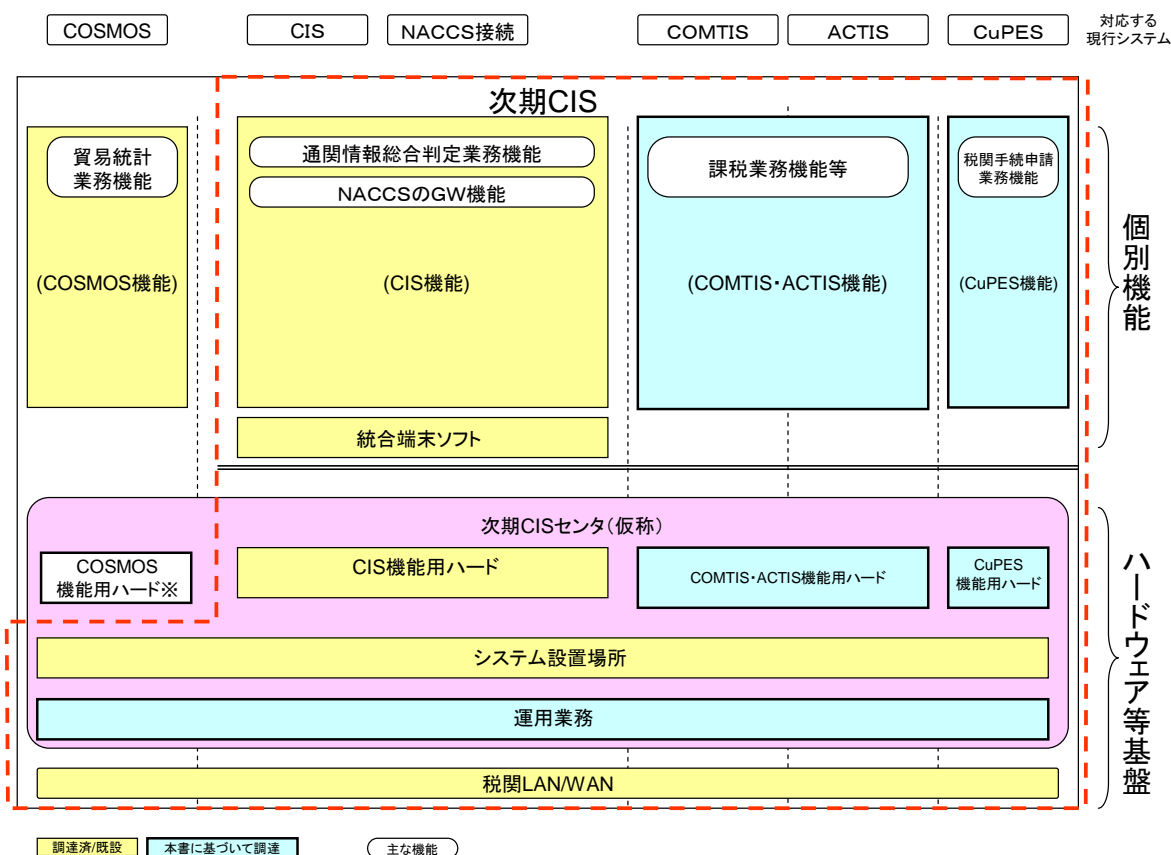 COSMOS
CIS
NACCS接続
COMTIS
ACTIS
CuPES
対応する
現行システム
次期CIS
貿易統計
業務機能
通関情報総合判定業務機能
NACCSのGW機能
課税業務機能等
税関手続申請
業務機能
(COSMOS機能)
(CIS機能)
(COMTIS・ACTIS機能)
(CuPES機能)
個別機能
統合端末ソフト
次期CISセンタ(仮称)
COSMOS
機能用ハード※
CIS機能用ハード
COMTIS・ACTIS機能用ハード
CuPES
機能用ハード
システム設置場所
運用業務
税関LAN/WAN
ハードウェア等基盤
調達済/既設
本書に基づいて調達
主な機能